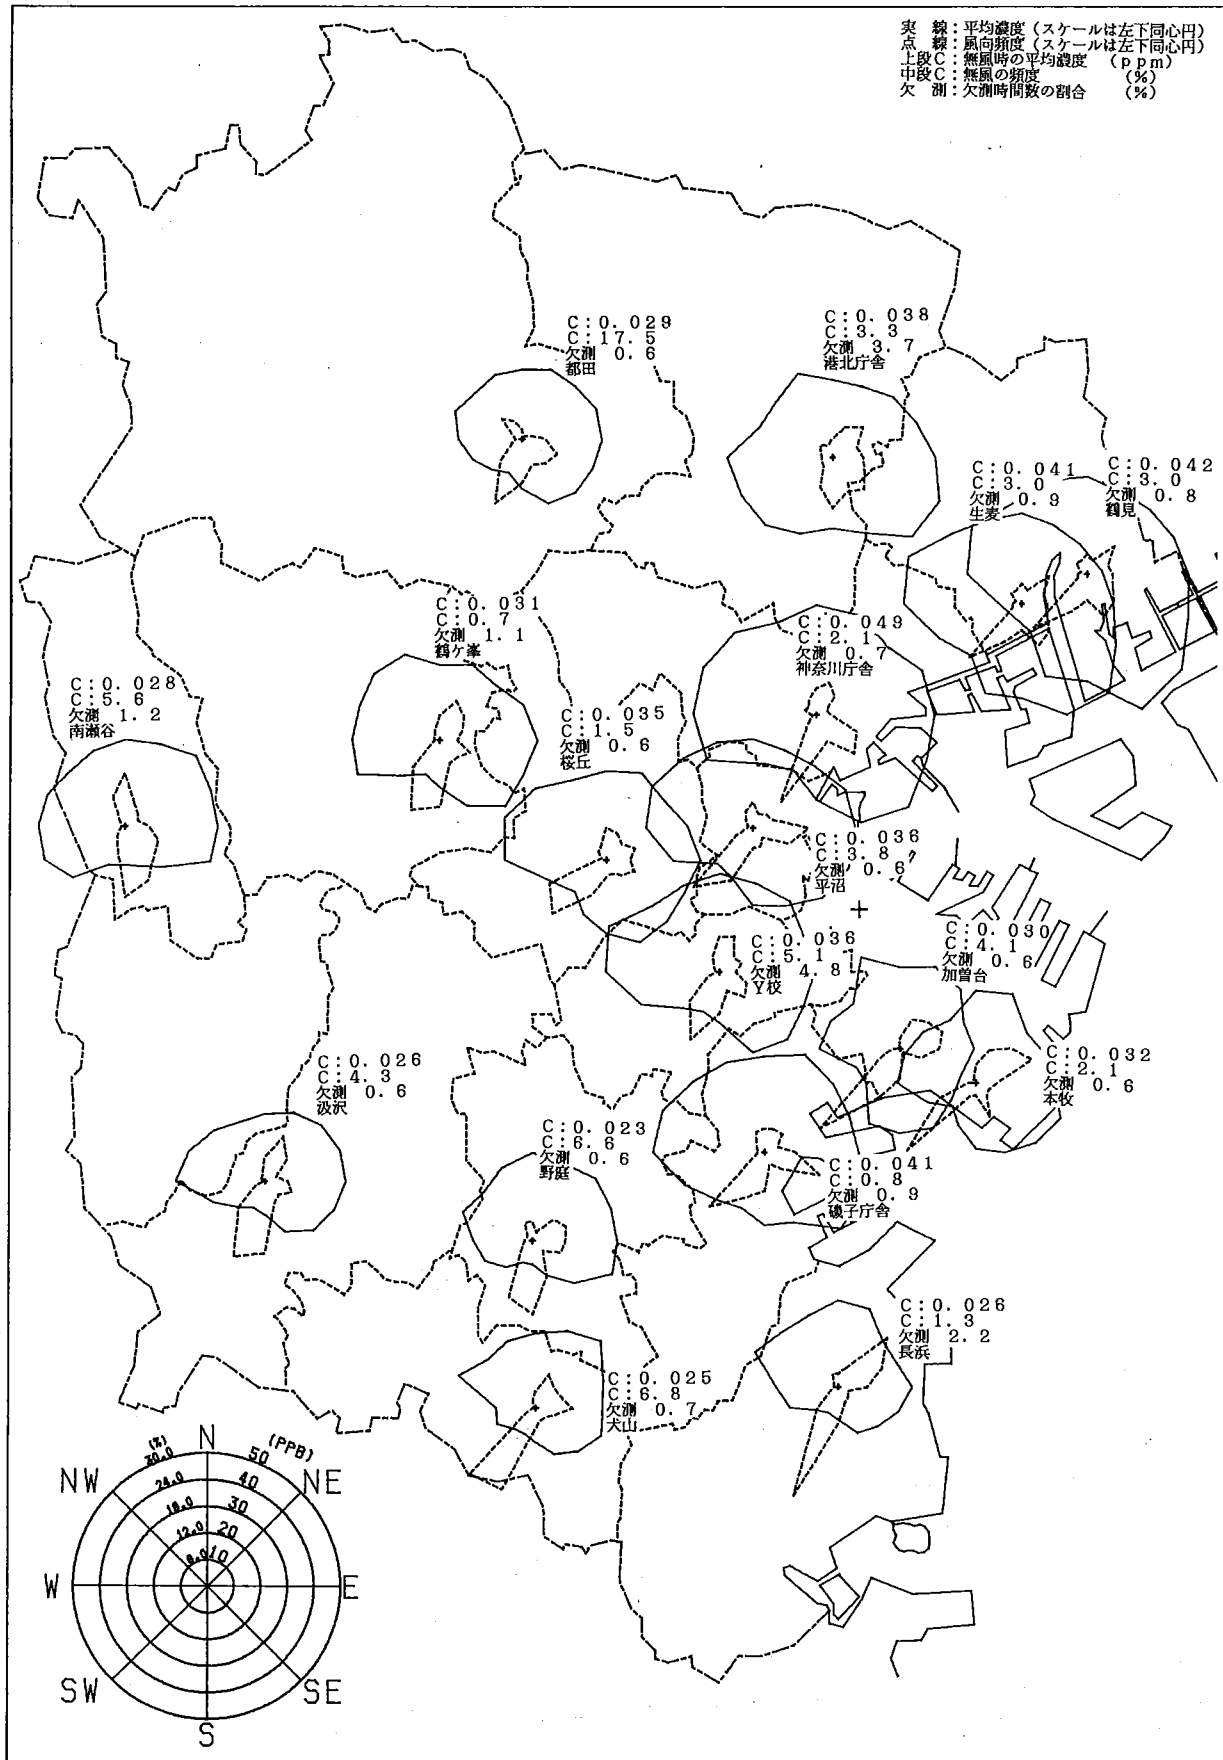 実　線：平均濃度（スケールは左下同心円）
点　線：風向頻度（スケールは左下同心円）
上段Ｃ：無風時の平均濃度　（ｐｐｍ）
中段Ｃ：無風の頻度　（％）
欠　測：欠測時間数の割合　（％）
C：0．029
C：17．5
欠測 0．6
都田
C：0．038
C：3．3
欠測 3．7
港北庁舎
C：0．041
C：3．0
欠測 0．9
生麦
C：0．042
C：3．0
欠測 0．8
鶴見
C：0．031
C：0．7
欠測 1．1
鶴ケ峯
C：0．049
C：2．1
欠測 0．7
神奈川庁舎
C：0．028
C：5．6
欠測 1．2
南瀬谷
C：0．035
C：1．5
欠測 0．6
桜丘
C：0．036
C：3．8
欠測 0．6
平沼
C：0．036
C：5．1
欠測 4．8
Y校
C：0．030
C：4．1
欠測 0．6
加曽台
C：0．032
C：2．1
欠測 0．6
本牧
C：0．026
C：4．3
欠測 0．6
汲沢
C：0．023
C：6．6
欠測 0．6
野庭
C：0．041
C：0．8
欠測 0．9
磯子庁舎
C：0．026
C：1．3
欠測 2．2
長浜
C：0．025
C：6．8
欠測 0．7
犬山
(%) N (PPB)
30.0 50
NW 24.0 40 NE
18.0 30
12.0 20
6.0 10
W E
SW SE
S